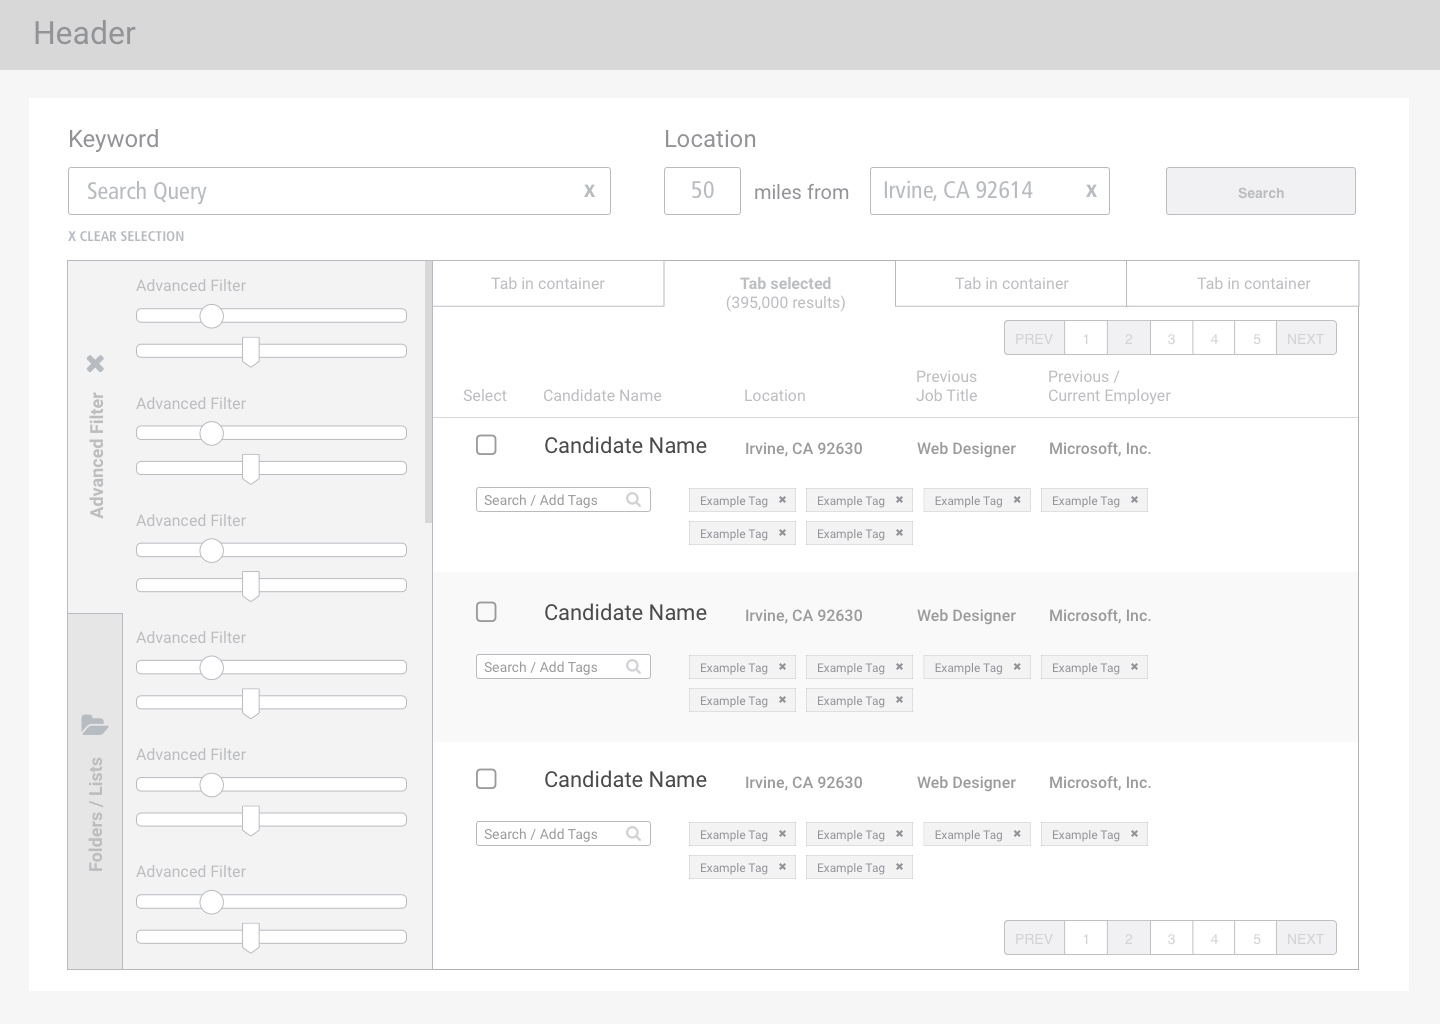 Header
Keyword
Location
Search Query X
50 miles from Irvine, CA 92614 X
Search
X CLEAR SELECTION
Advanced Filter
Folders / Lists
Advanced Filter
Advanced Filter
Advanced Filter
Advanced Filter
Advanced Filter
Advanced Filter
Tab in container
Tab selected
(395,000 results)
Tab in container
Tab in container
PREV 1 2 3 4 5 NEXT
Select
Candidate Name
Location
Previous
Job Title
Previous /
Current Employer
Candidate Name Irvine, CA 92630 Web Designer Microsoft, Inc.
Search / Add Tags Example Tag Example Tag Example Tag Example Tag
Example Tag Example Tag
Candidate Name Irvine, CA 92630 Web Designer Microsoft, Inc.
Search / Add Tags Example Tag Example Tag Example Tag Example Tag
Example Tag Example Tag
Candidate Name Irvine, CA 92630 Web Designer Microsoft, Inc.
Search / Add Tags Example Tag Example Tag Example Tag Example Tag
Example Tag Example Tag
PREV 1 2 3 4 5 NEXT